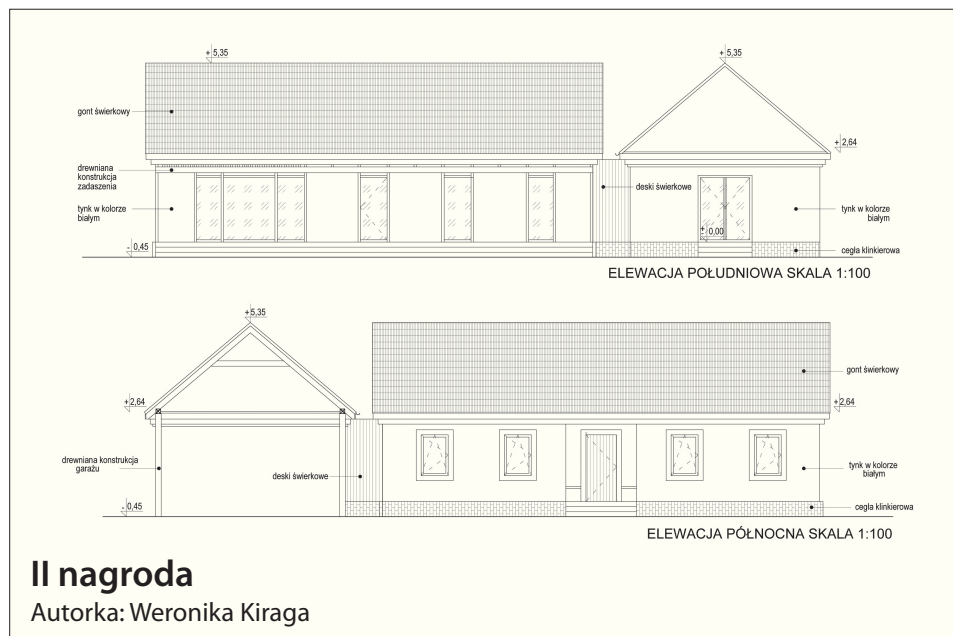 + 5,35
+ 5,35
gont świerkowy
+ 2,64
drewniana
konstrukcja
zadaszenia
deski świerkowe
tynk w kolorze
białym
tynk w kolorze
białym
+ 0,00
- 0,45
cegła klinkierowa
ELEWACJA POŁUDNIOWA SKALA 1:100
+ 5,35
gont świerkowy
+ 2,64
+ 2,64
drewniana konstrukcja
garażu
deski świerkowe
tynk w kolorze
białym
- 0,45
cegła klinkierowa
ELEWACJA PÓŁNOCNA SKALA 1:100
II nagroda
Autorka: Weronika Kiraga